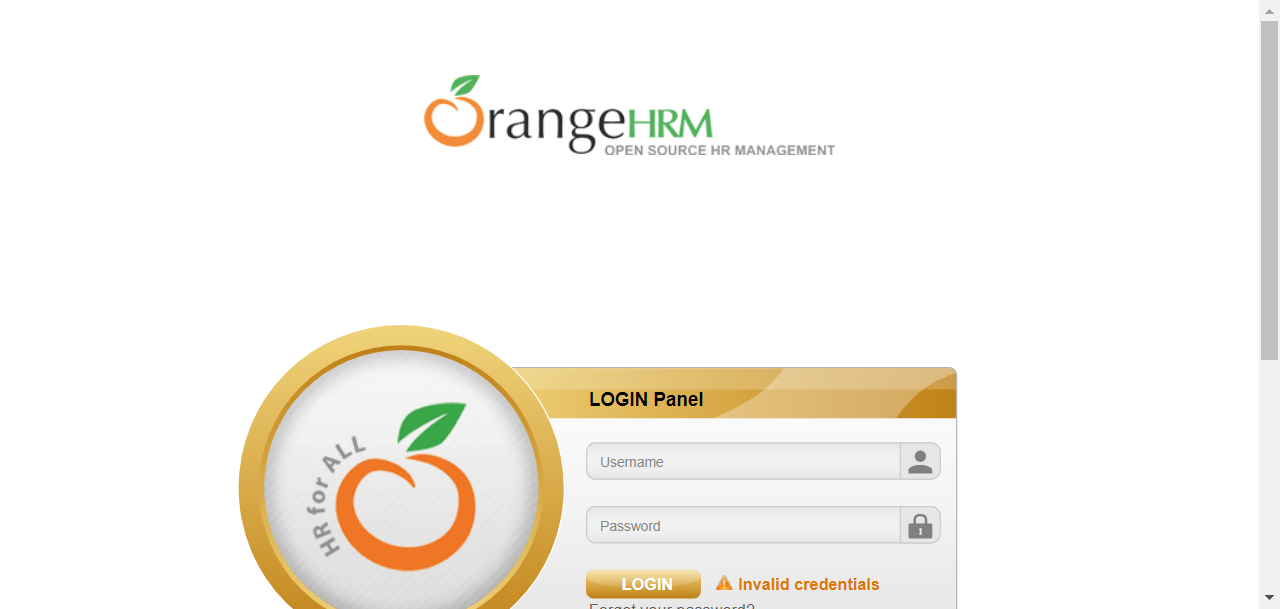 OrangeHRM
OPEN SOURCE HR MANAGEMENT
HR for ALL
LOGIN Panel
Username
Password
LOGIN
Invalid credentials
Forgot your password?